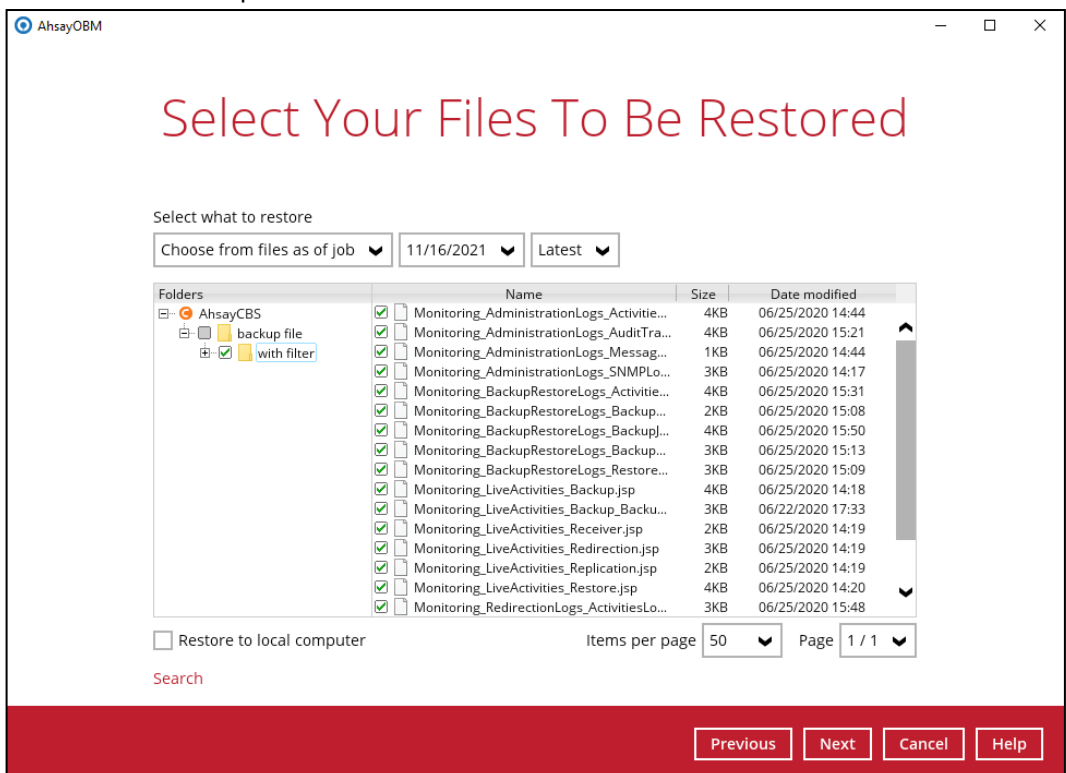 AhsayOBM
Select Your Files To Be Restored
Select what to restore
Choose from files as of job 11/16/2021 Latest
Folders Name Size Date modified
AhsayCBS Monitoring_AdministrationLogs_Activitie... 4KB 06/25/2020 14:44
backup file Monitoring_AdministrationLogs_AuditTra... 4KB 06/25/2020 15:21
with filter Monitoring_AdministrationLogs_Messag... 1KB 06/25/2020 14:44
Monitoring_AdministrationLogs_SNMPLo... 3KB 06/25/2020 14:17
Monitoring_BackupRestoreLogs_Activitie... 4KB 06/25/2020 15:31
Monitoring_BackupRestoreLogs_Backup... 2KB 06/25/2020 15:08
Monitoring_BackupRestoreLogs_BackupJ... 4KB 06/25/2020 15:50
Monitoring_BackupRestoreLogs_Backup... 3KB 06/25/2020 15:13
Monitoring_BackupRestoreLogs_Restore... 3KB 06/25/2020 15:09
Monitoring_LiveActivities_Backup.jsp 4KB 06/25/2020 14:18
Monitoring_LiveActivities_Backup_Backu... 3KB 06/22/2020 17:33
Monitoring_LiveActivities_Receiver.jsp 2KB 06/25/2020 14:19
Monitoring_LiveActivities_Redirection.jsp 3KB 06/25/2020 14:19
Monitoring_LiveActivities_Replication.jsp 2KB 06/25/2020 14:19
Monitoring_LiveActivities_Restore.jsp 4KB 06/25/2020 14:20
Monitoring_RedirectionLogs_ActivitiesLo... 3KB 06/25/2020 15:48
Restore to local computer Items per page 50 Page 1 / 1
Search
Previous Next Cancel Help